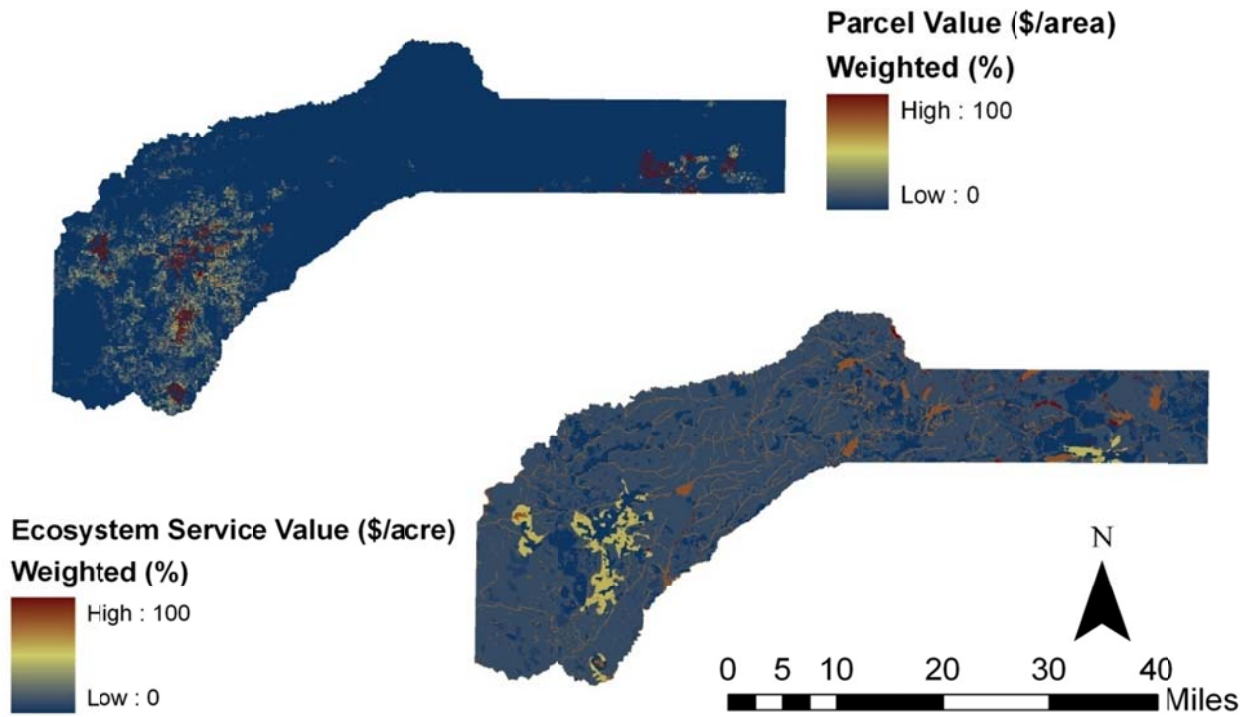 Parcel Value ($/area)
Weighted (%)
High : 100
Low : 0
Ecosystem Service Value ($/acre)
Weighted (%)
High : 100
Low : 0
N
0 5 10 20 30 40
Miles